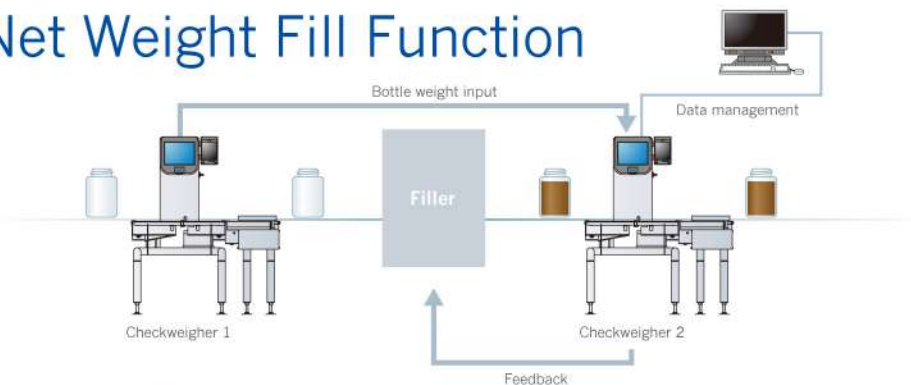 Net Weight Fill Function
Bottle weight input
Data management
Filler
Checkweigher 1
Checkweigher 2
Feedback